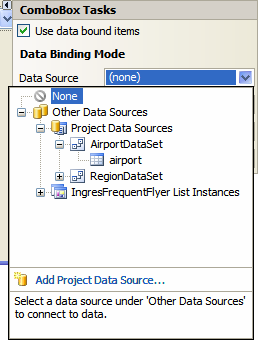 ComboBox Tasks
Use data bound items
Data Binding Mode
Data Source (none)
None
Other Data Sources
Project Data Sources
AirportDataSet
airport
RegionDataSet
IngresFrequentFlyer List Instances
Add Project Data Source...
Select a data source under 'Other Data Sources'
to connect to data.